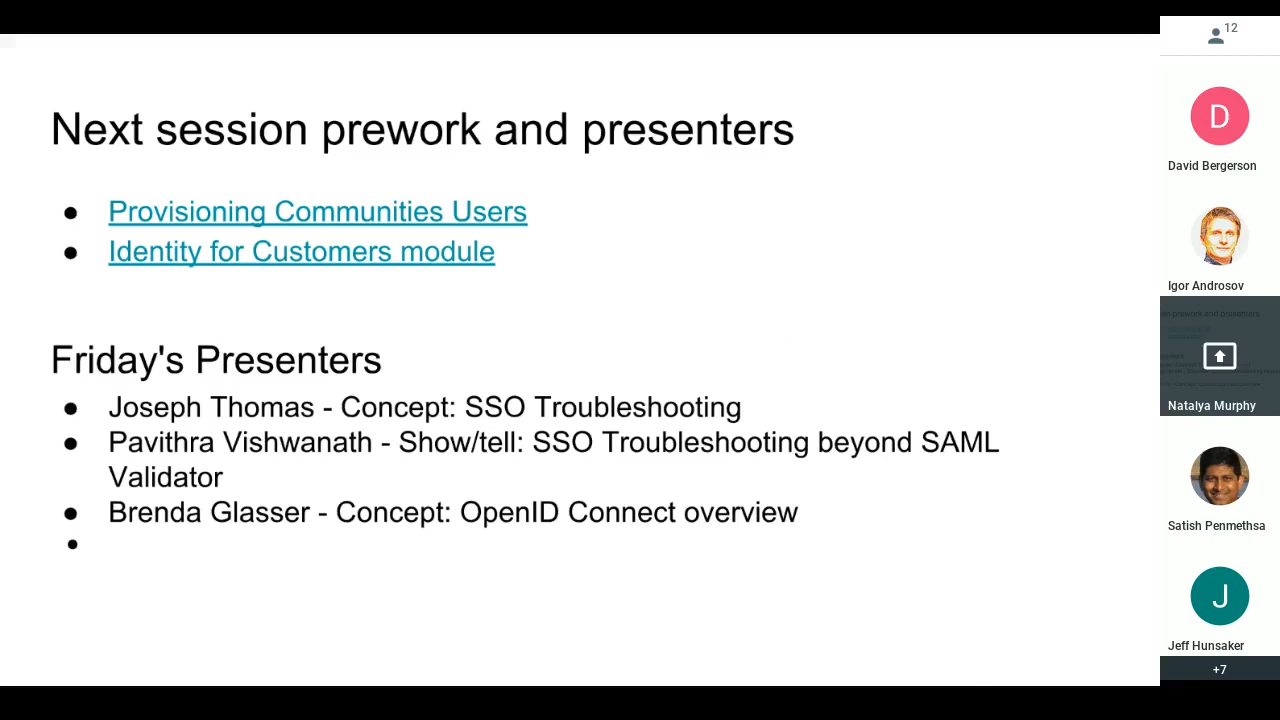 Next session prework and presenters
Provisioning Communities Users
Identity for Customers module
Friday's Presenters
Joseph Thomas - Concept: SSO Troubleshooting
Pavithra Vishwanath - Show/tell: SSO Troubleshooting beyond SAML
Validator
Brenda Glasser - Concept: OpenID Connect overview
12
D
David Bergerson
Igor Androsov
Natalya Murphy
Satish Penmethsa
J
Jeff Hunsaker
+7